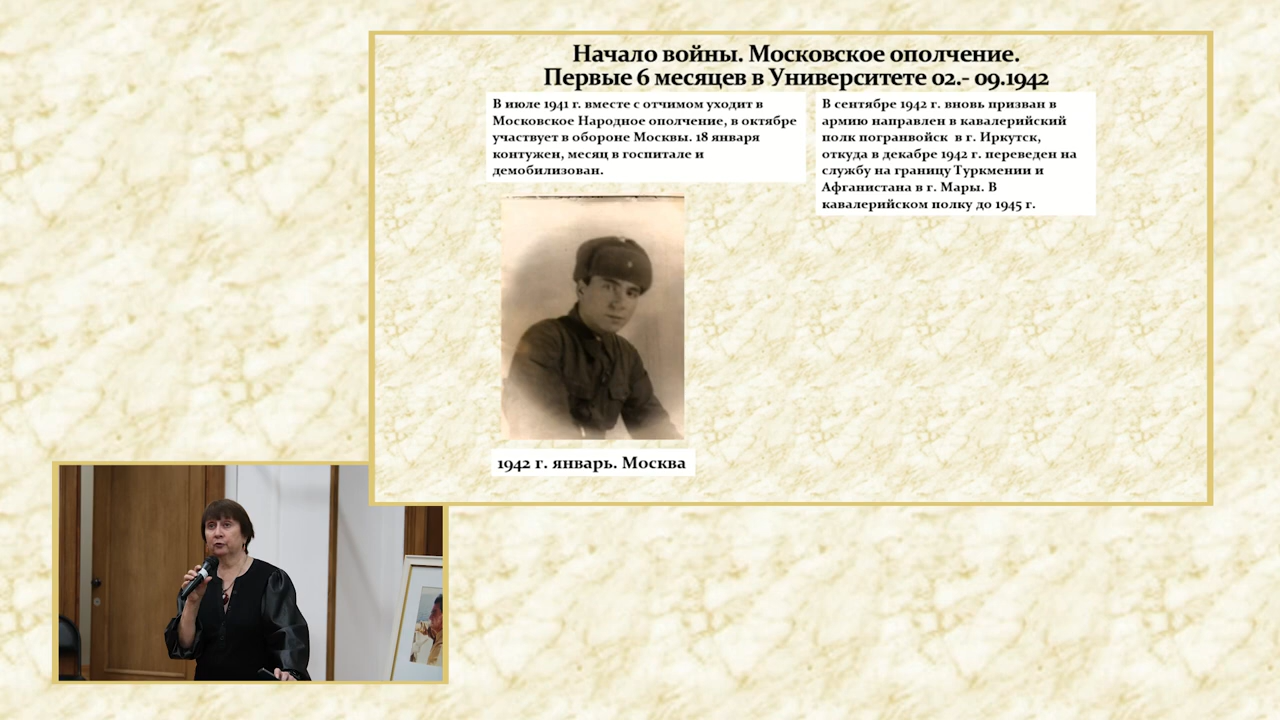 Начало войны. Московское ополчение.
Первые 6 месяцев в Университете 02.- 09.1942
В июле 1941 г. вместе с отчимом уходит в
Московское Народное ополчение, в октябре
участвует в обороне Москвы. 18 января
контужен, месяц в госпитале и
демобилизован.
В сентябре 1942 г. вновь призван в
армию направлен в кавалерийский
полк погранвойск в г. Иркутск,
откуда в декабре 1942 г. переведен на
службу на границу Туркмении и
Афганистана в г. Мары. В
кавалерийском полку до 1945 г.
1942 г. январь. Москва